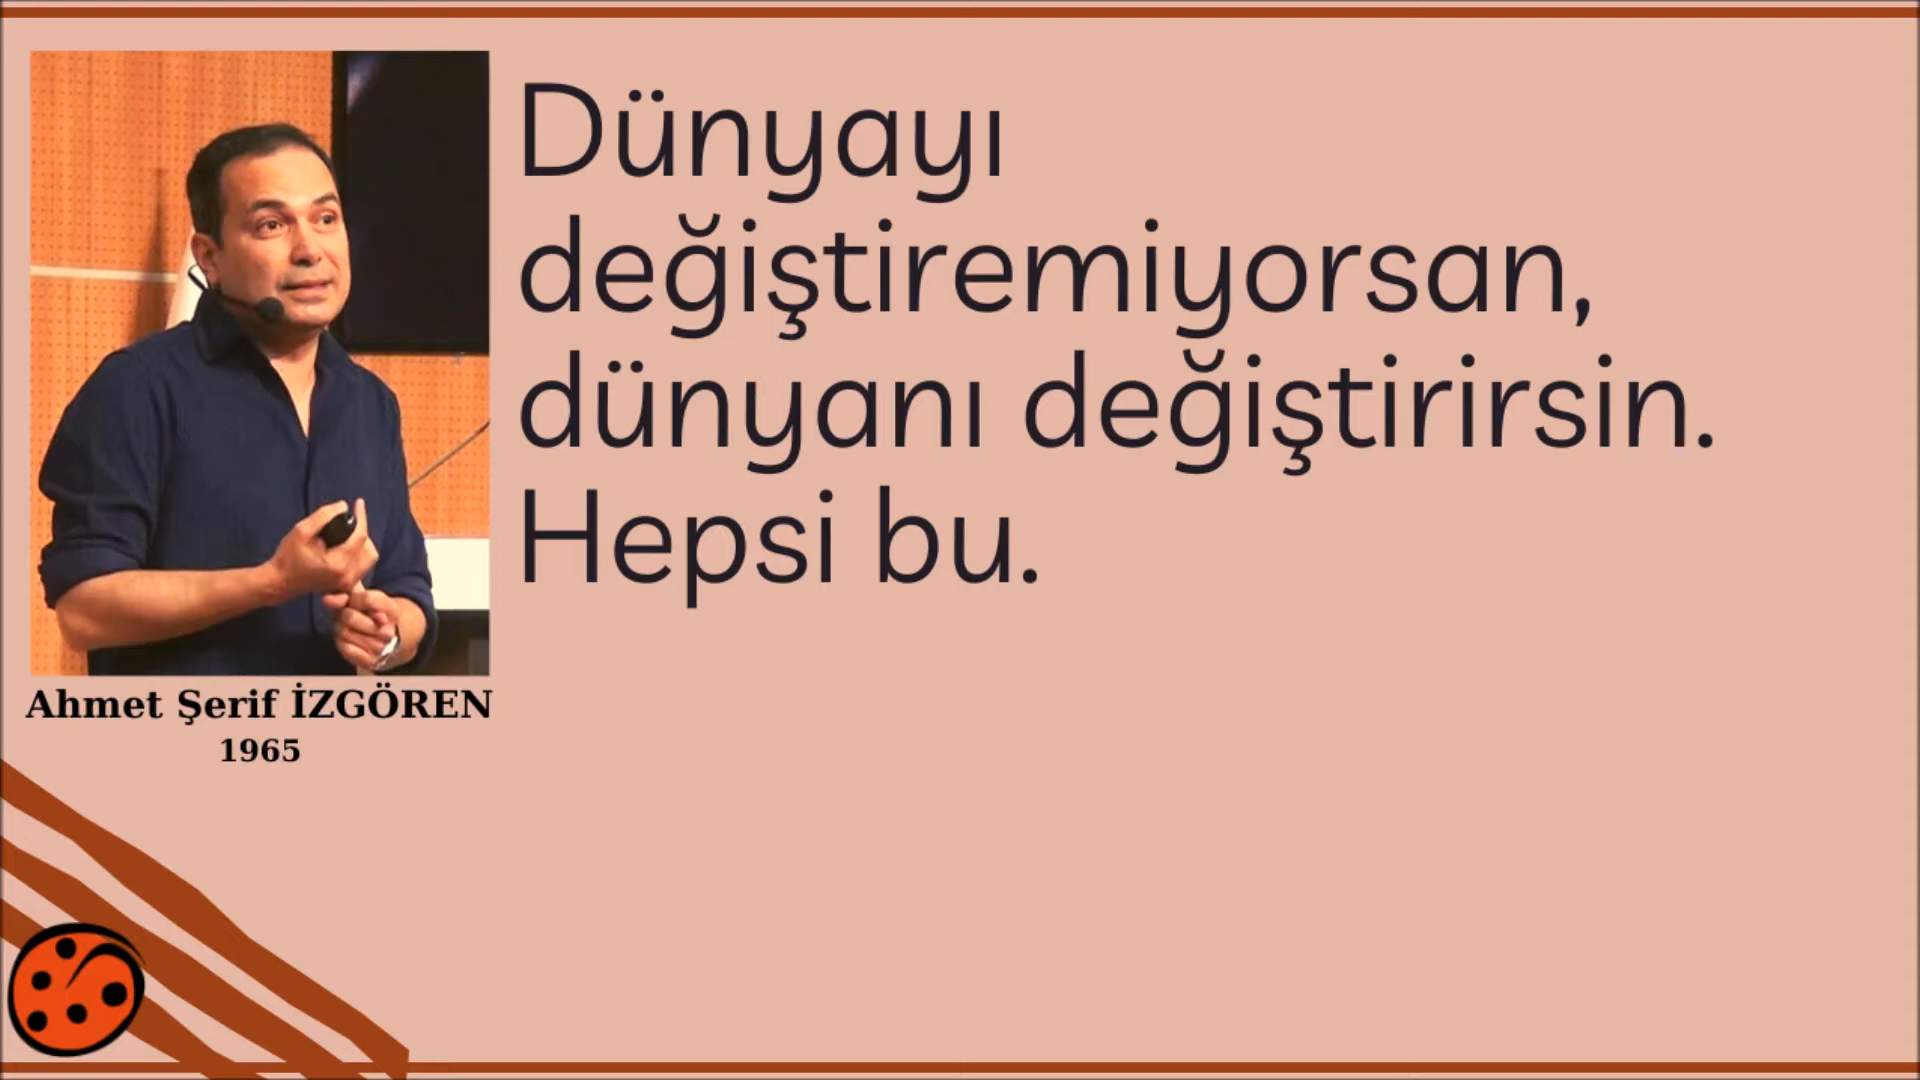 Dünyayı
değiştiremiyorsan,
dünyanı değiştirirsin.
Hepsi bu.
Ahmet Şerif İZGÖREN
1965